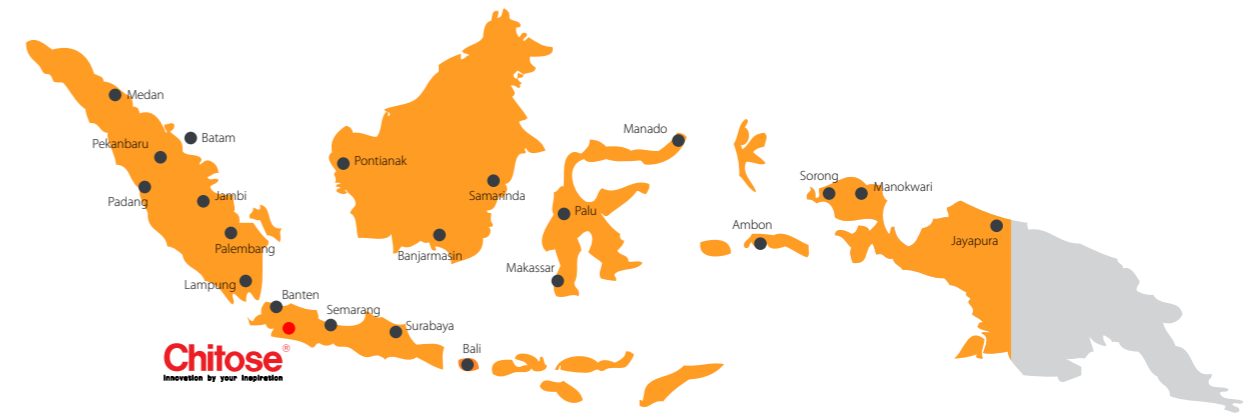 Medan
Batam
Pekanbaru
Padang
Jambi
Palembang
Lampung
Pontianak
Samarinda
Banjarmasin
Manado
Palu
Makassar
Sorong
Manokwari
Ambon
Jayapura
Banten
Semarang
Surabaya
Bali
Chitose®
Innovation by your inspiration